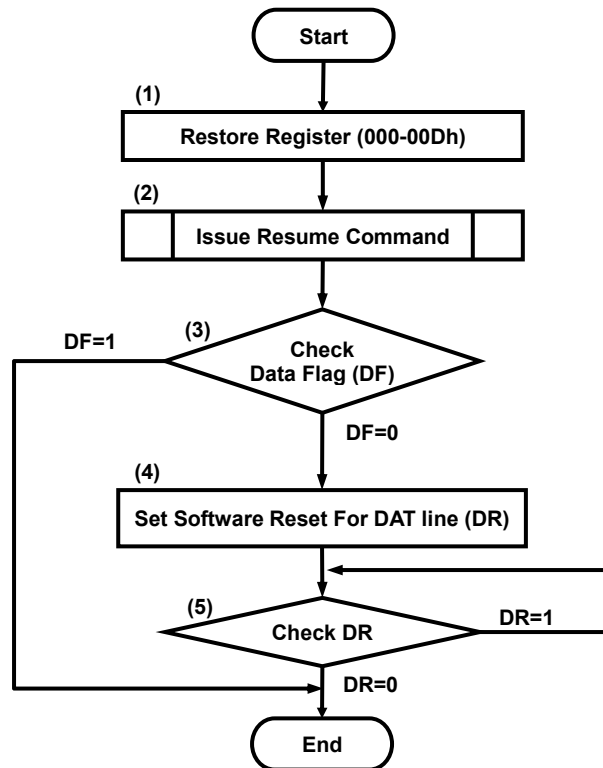 Start
(1)
Restore Register (000-00Dh)
(2)
Issue Resume Command
(3)
DF=1
Check
Data Flag (DF)
DF=0
(4)
Set Software Reset For DAT line (DR)
(5)
Check DR
DR=1
DR=0
End